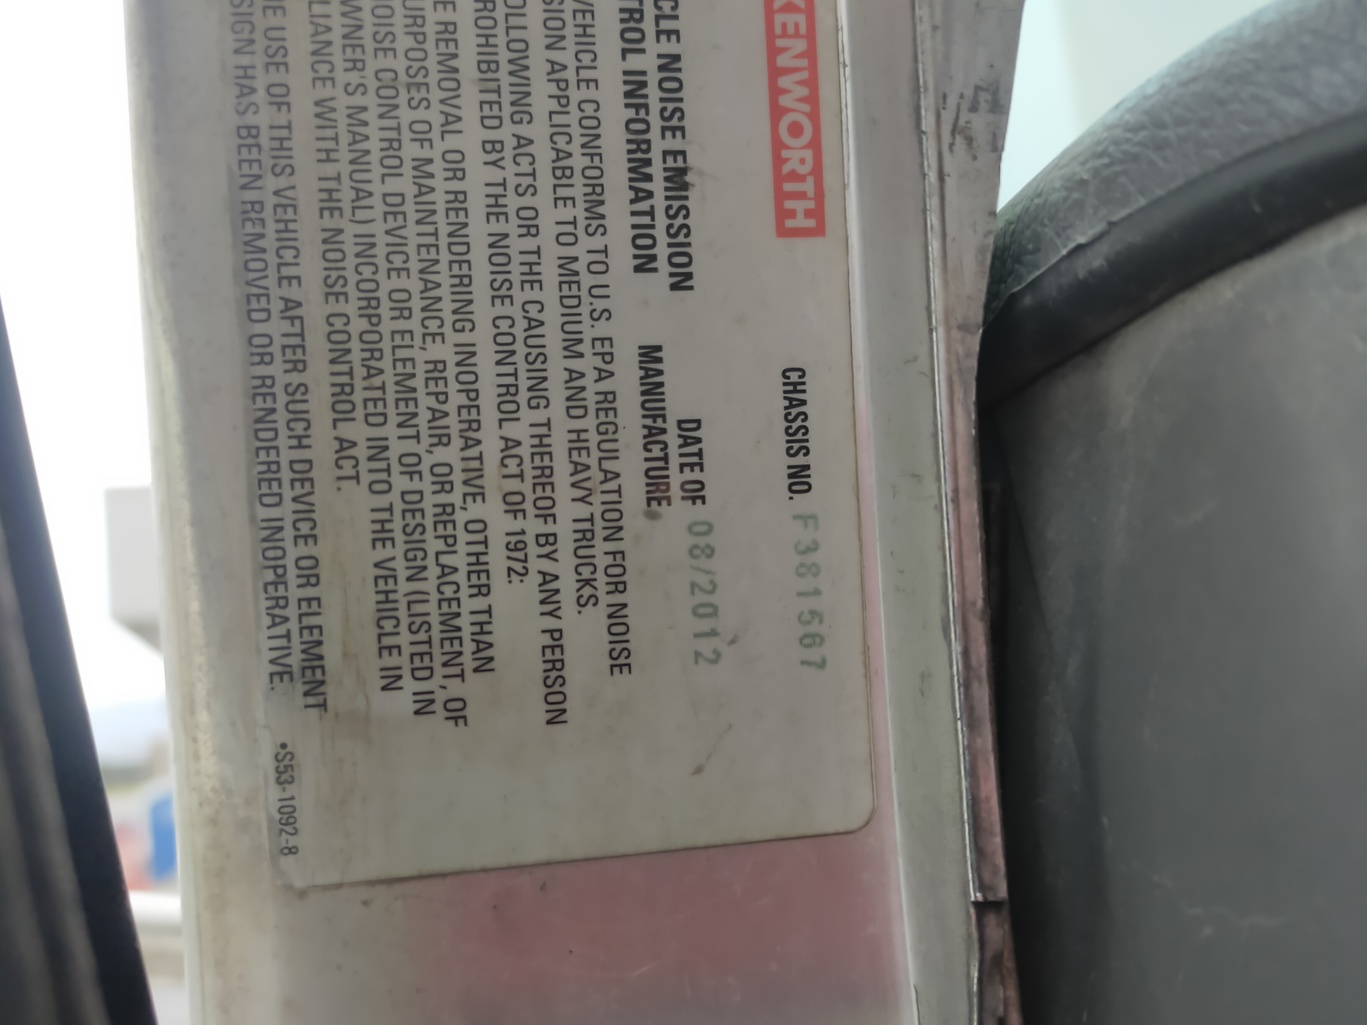 KENWORTH
CHASSIS NO. F381567
CLE NOISE EMISSION
TROL INFORMATION
DATE OF
MANUFACTURE 08/2012
VEHICLE CONFORMS TO U.S. EPA REGULATION FOR NOISE
SION APPLICABLE TO MEDIUM AND HEAVY TRUCKS.
OLLOWING ACTS OR THE CAUSING THEREOF BY ANY PERSON
ROHIBITED BY THE NOISE CONTROL ACT OF 1972:
E REMOVAL OR RENDERING INOPERATIVE, OTHER THAN
URPOSES OF MAINTENANCE, REPAIR, OR REPLACEMENT, OF
NOISE CONTROL DEVICE OR ELEMENT OF DESIGN (LISTED IN
WNER'S MANUAL) INCORPORATED INTO THE VEHICLE IN
LIANCE WITH THE NOISE CONTROL ACT.
HE USE OF THIS VEHICLE AFTER SUCH DEVICE OR ELEMENT
SIGN HAS BEEN REMOVED OR RENDERED INOPERATIVE.
•S53-1092-8